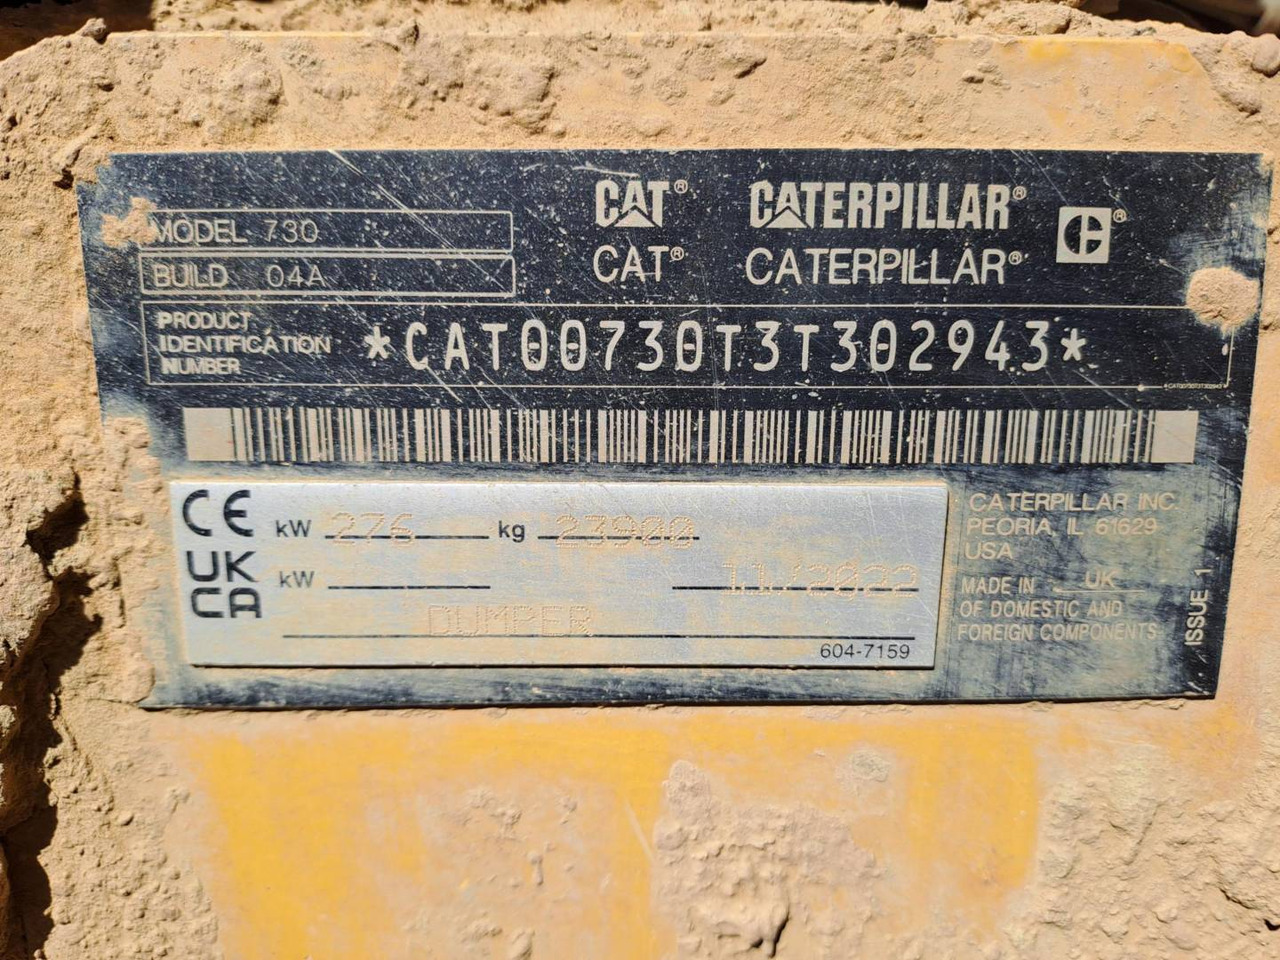 MODEL 730
BUILD 04A
CAT® CATERPILLAR® ®
CAT® CATERPILLAR®
PRODUCT
IDENTIFICATION
NUMBER
*CAT00730T3T302943*
*CAT00730T3T302943*
CE kW 276 kg 23900
UK
CA kW 11/2022
DUMPER
604-7159
CATERPILLAR INC.
PEORIA, IL 61629
USA
MADE IN UK
OF DOMESTIC AND
FOREIGN COMPONENTS
ISSUE 1